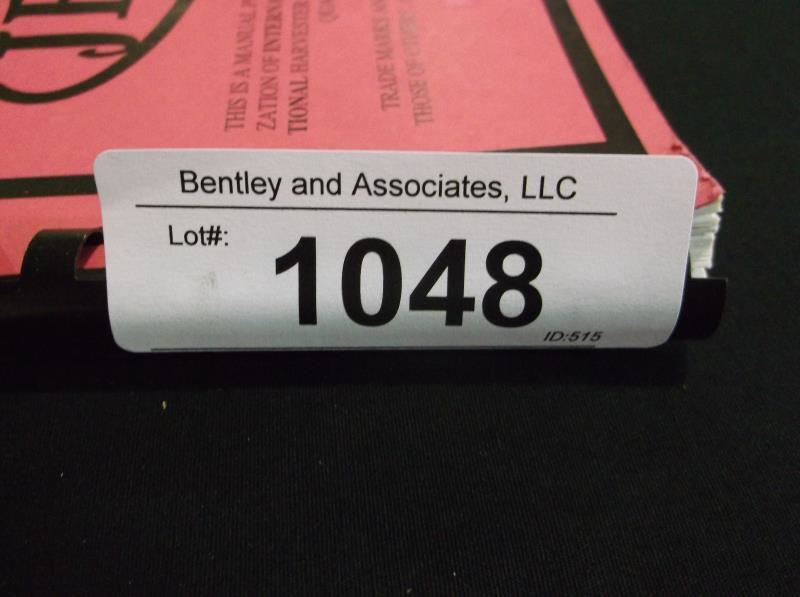 THIS IS A MANUAL
ZATION OF
TIONAL HARVESTER
TRADE MARKS AN
THOSE OF
Bentley and Associates, LLC
Lot#:
1048
ID:515